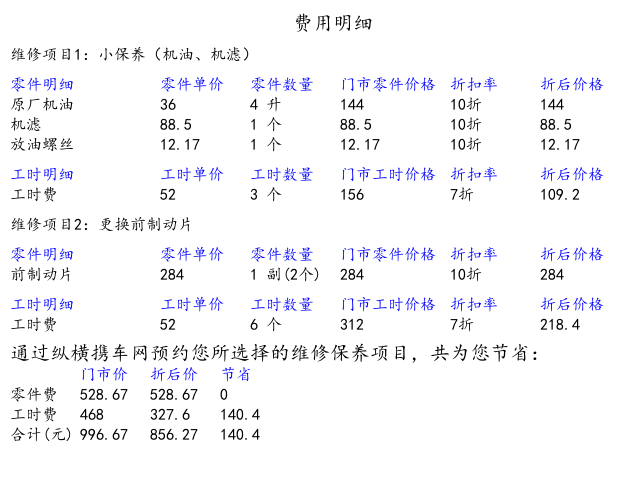 费用明细
维修项目1: 小保养（机油、机滤）
零件明细 零件单价 零件数量 门市零件价格 折扣率 折后价格
原厂机油 36 4 升 144 10折 144
机滤 88.5 1 个 88.5 10折 88.5
放油螺丝 12.17 1 个 12.17 10折 12.17
工时明细 工时单价 工时数量 门市工时价格 折扣率 折后价格
工时费 52 3 个 156 7折 109.2
维修项目2: 更换前制动片
零件明细 零件单价 零件数量 门市零件价格 折扣率 折后价格
前制动片 284 1 副(2个) 284 10折 284
工时明细 工时单价 工时数量 门市工时价格 折扣率 折后价格
工时费 52 6 个 312 7折 218.4
通过纵横携车网预约您所选择的维修保养项目，共为您节省：
门市价 折后价 节省
零件费 528.67 528.67 0
工时费 468 327.6 140.4
合计(元) 996.67 856.27 140.4